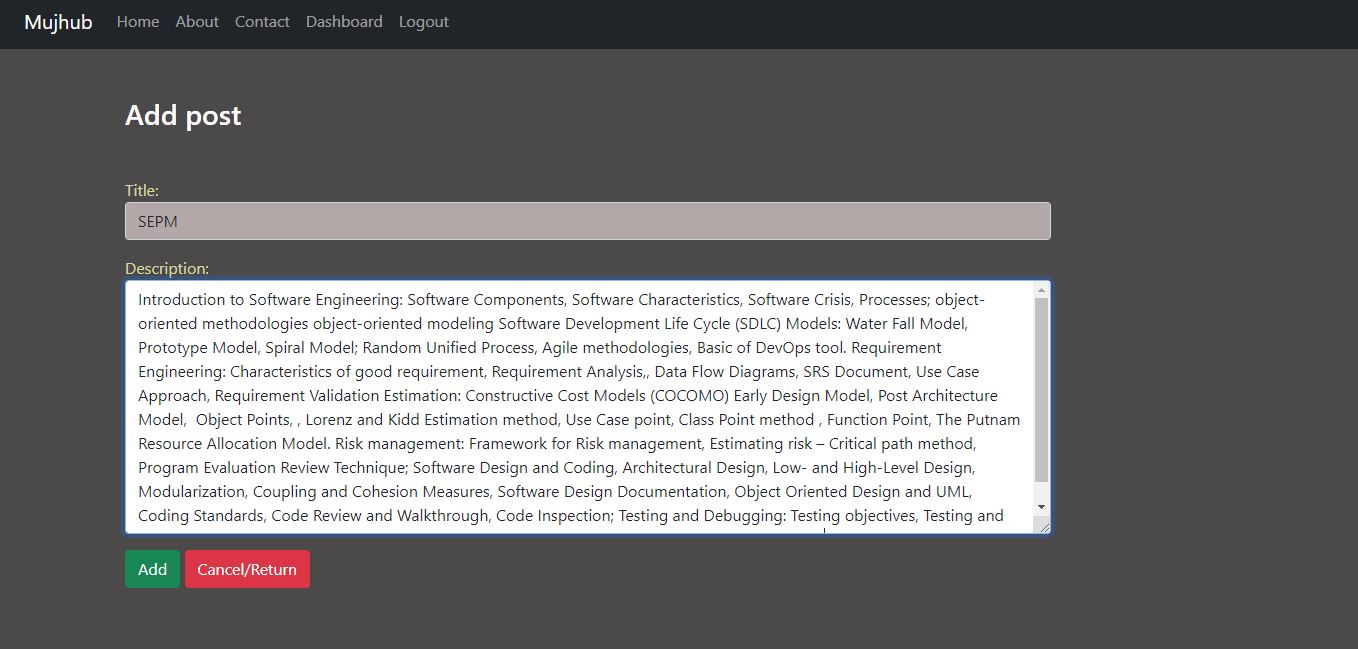 Mujhub Home About Contact Dashboard Logout
Add post
Title:
SEPM
Description:
Introduction to Software Engineering: Software Components, Software Characteristics, Software Crisis, Processes; object-
oriented methodologies object-oriented modeling Software Development Life Cycle (SDLC) Models: Water Fall Model,
Prototype Model, Spiral Model; Random Unified Process, Agile methodologies, Basic of DevOps tool. Requirement
Engineering: Characteristics of good requirement, Requirement Analysis,, Data Flow Diagrams, SRS Document, Use Case
Approach, Requirement Validation Estimation: Constructive Cost Models (COCOMO) Early Design Model, Post Architecture
Model,  Object Points, , Lorenz and Kidd Estimation method, Use Case point, Class Point method , Function Point, The Putnam
Resource Allocation Model. Risk management: Framework for Risk management, Estimating risk – Critical path method,
Program Evaluation Review Technique; Software Design and Coding, Architectural Design, Low- and High-Level Design,
Modularization, Coupling and Cohesion Measures, Software Design Documentation, Object Oriented Design and UML,
Coding Standards, Code Review and Walkthrough, Code Inspection; Testing and Debugging: Testing objectives, Testing and
Add Cancel/Return